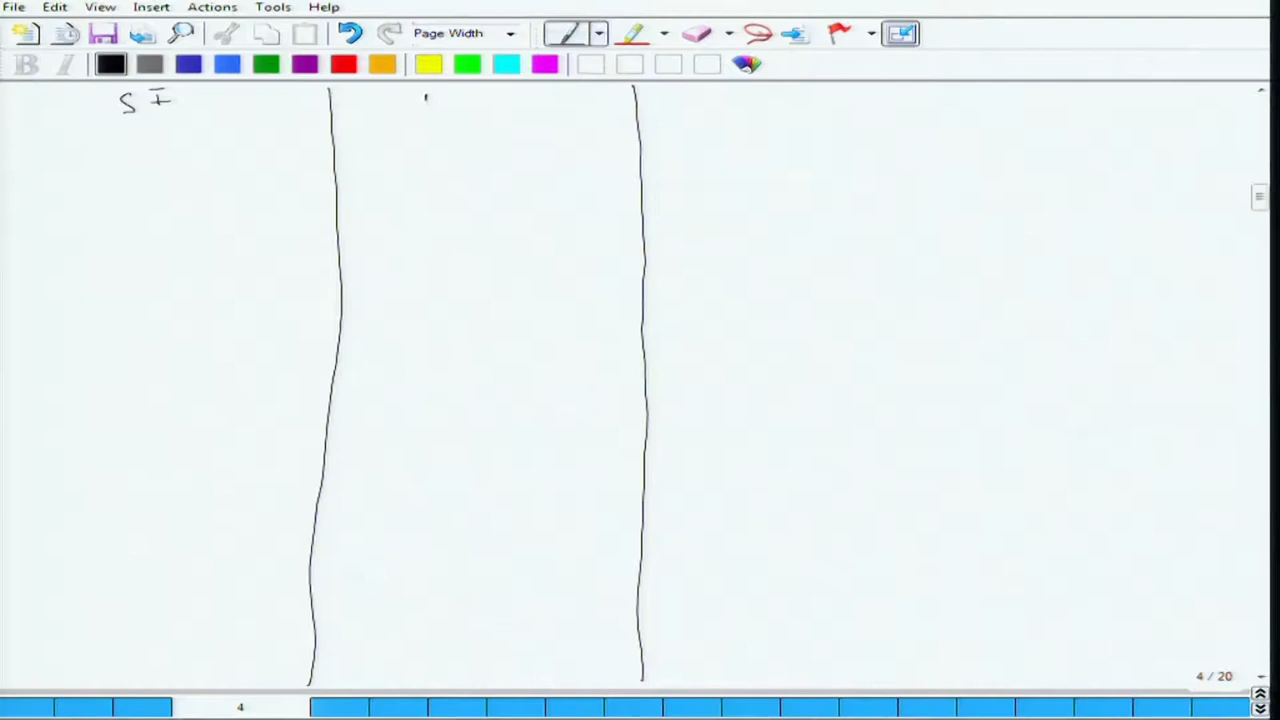 File Edit View Insert Actions Tools Help
Page Width
B I
S I
4 / 20
4